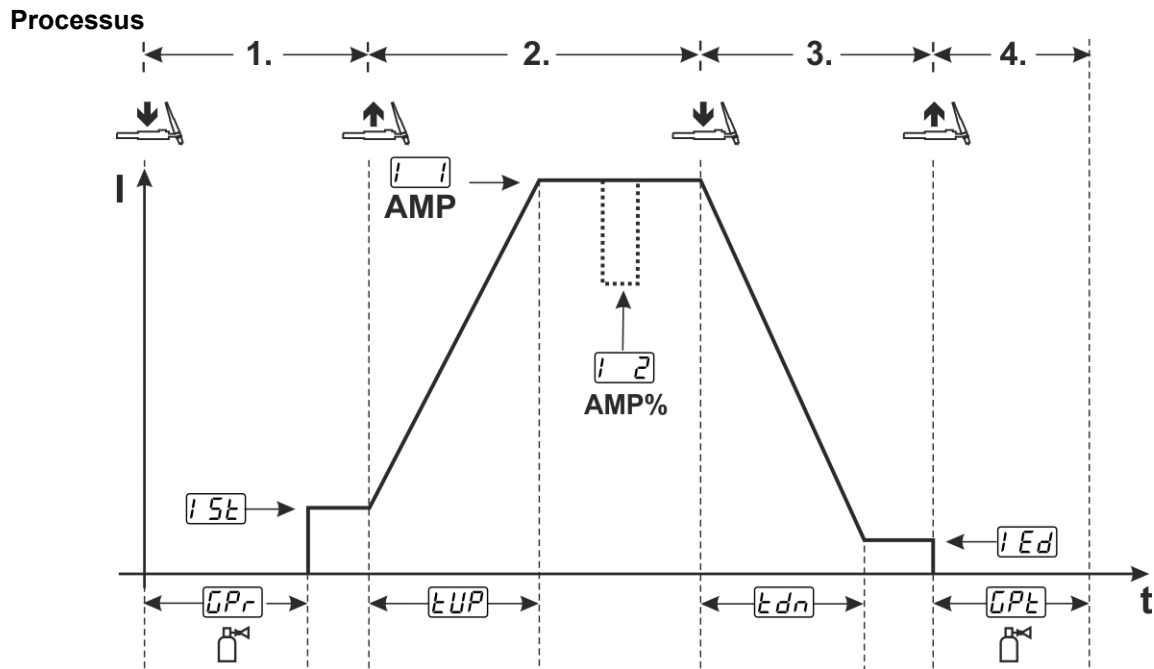 Processus
1. 2. 3. 4.
I
I 1
AMP
I 2
AMP%
I St
I Ed
GPr tUP tdn GPt
t